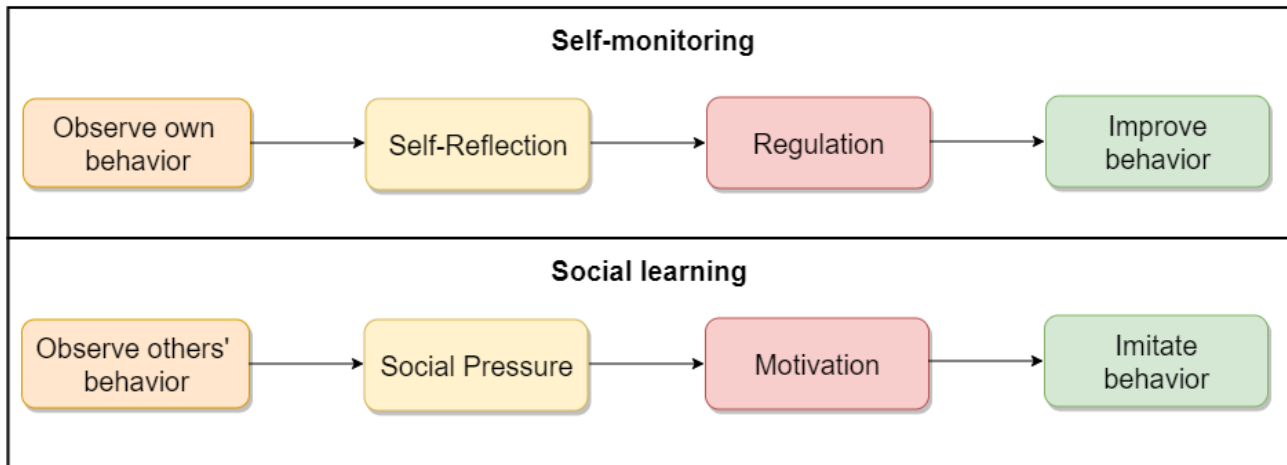 Self-monitoring
Observe own
behavior
Self-Reflection
Regulation
Improve
behavior
Social learning
Observe others'
behavior
Social Pressure
Motivation
Imitate
behavior